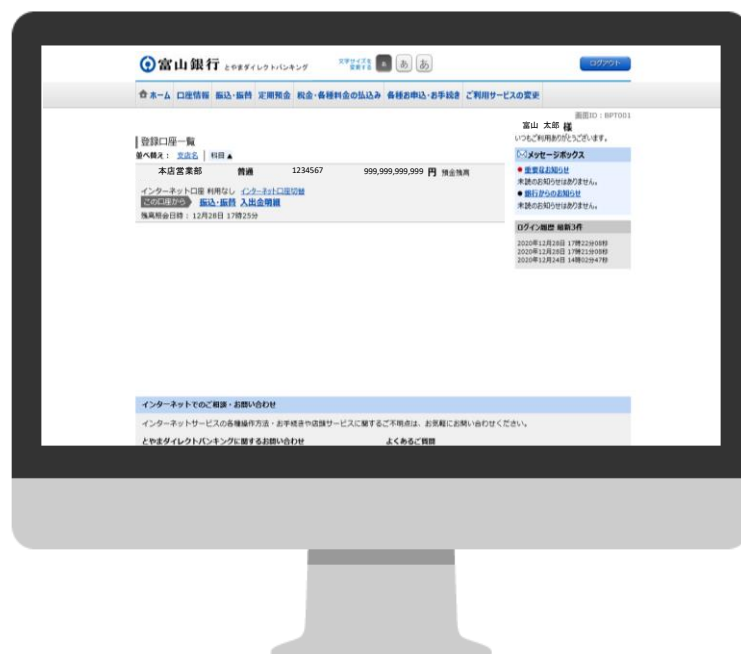 富山銀行 とやまダイレクトバンキング 文字サイズを変更する あ あ あ ログアウト
ホーム 口座情報 振込・振替 定期預金 税金・各種料金の払込み 各種お申込・お手続き ご利用サービスの変更
画面ID：BPT001
富山 太郎 様
いつもご利用ありがとうございます。
登録口座一覧
並べ替え： 支店名 | 科目▲
本店営業部 普通 1234567 999,999,999,999 円 預金残高
インターネット口座 利用なし インターネット口座切替
この口座から 振込・振替 入出金明細
残高照会日時：12月28日 17時25分
メッセージボックス
重要なお知らせ
未読のお知らせはありません。
銀行からのお知らせ
未読のお知らせはありません。
ログイン履歴 最新3件
2020年12月28日 17時22分08秒
2020年12月28日 17時21分08秒
2020年12月24日 14時02分47秒
インターネットでのご相談・お問い合わせ
インターネットサービスの各種操作方法・お手続きや店頭サービスに関するご不明点は、お気軽にお問い合わせください。
とやまダイレクトバンキングに関するお問い合わせ よくあるご質問